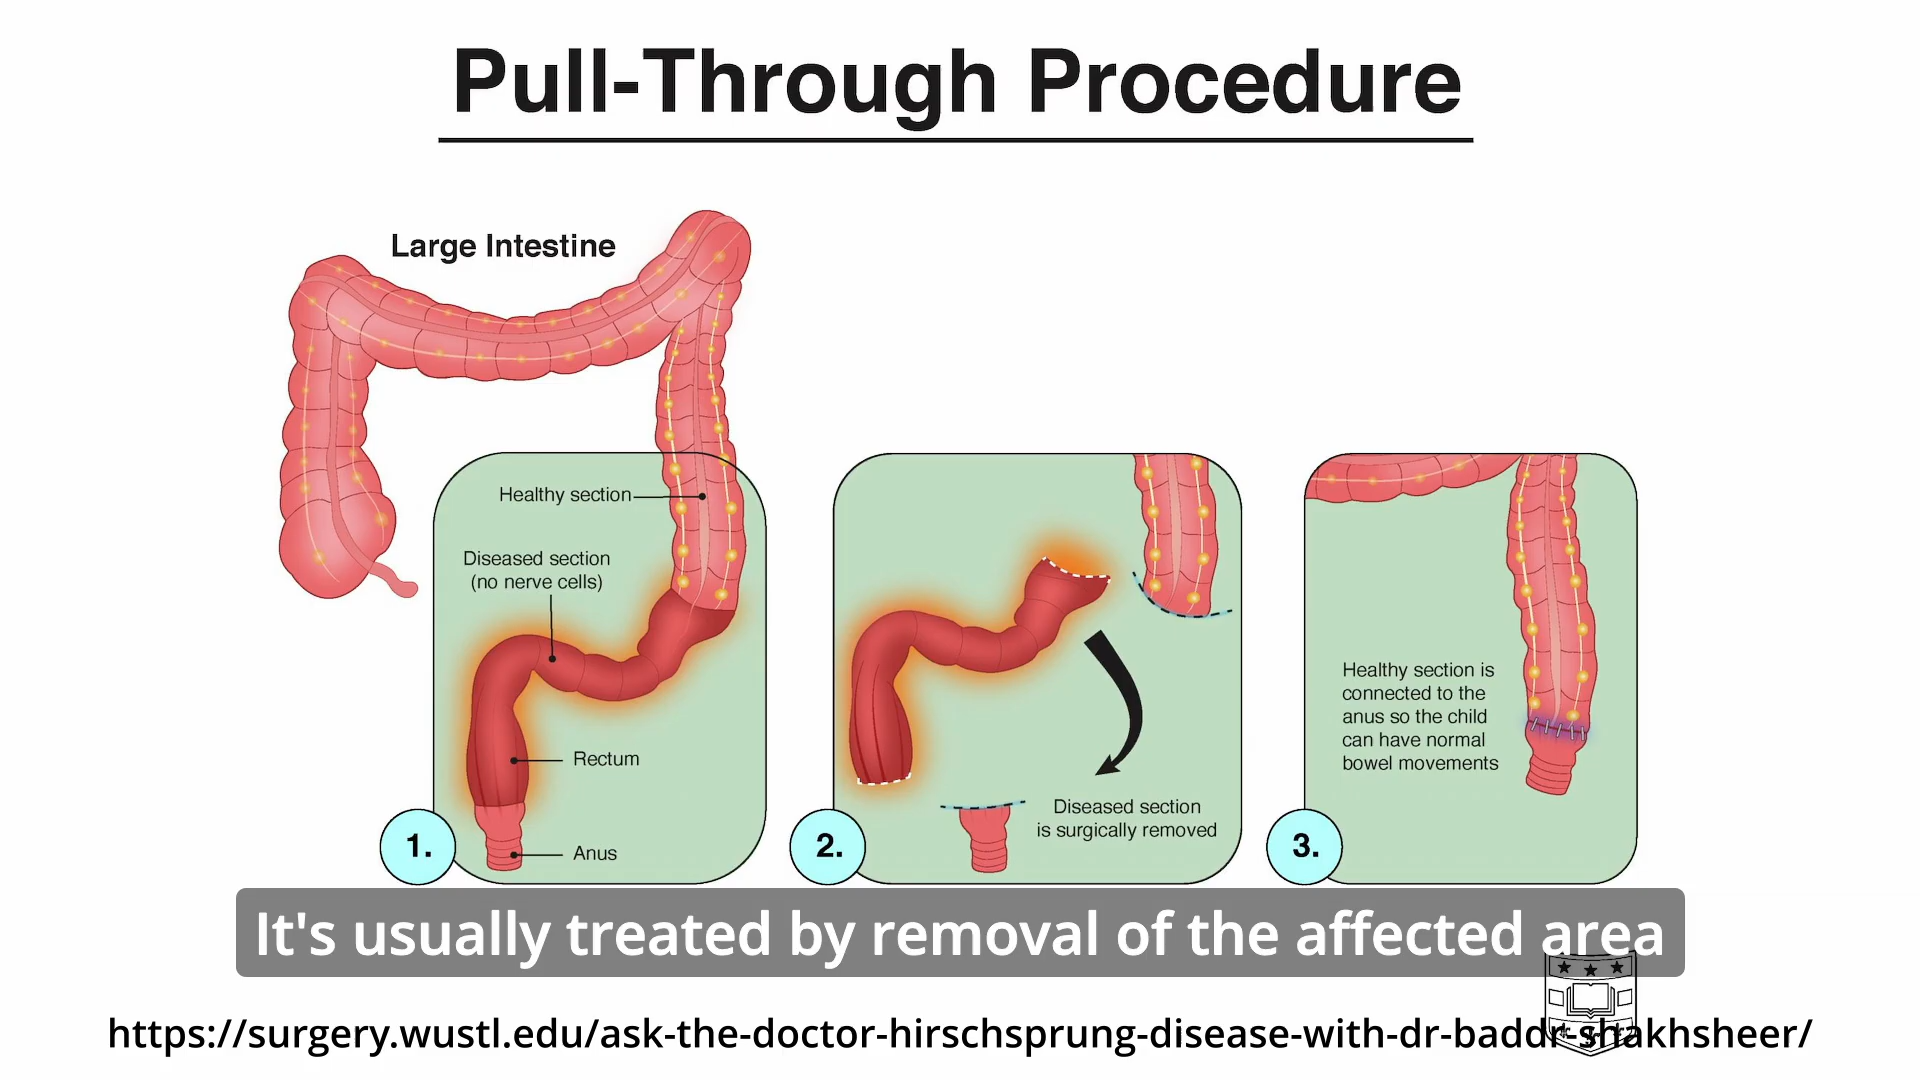 Pull-Through Procedure
Large Intestine
Healthy section
Diseased section
(no nerve cells)
Rectum
Anus
1.
Diseased section
is surgically removed
2.
Healthy section is
connected to the
anus so the child
can have normal
bowel movements
3.
It's usually treated by removal of the affected area
https://surgery.wustl.edu/ask-the-doctor-hirschsprung-disease-with-dr-baddr-shakhsheer/